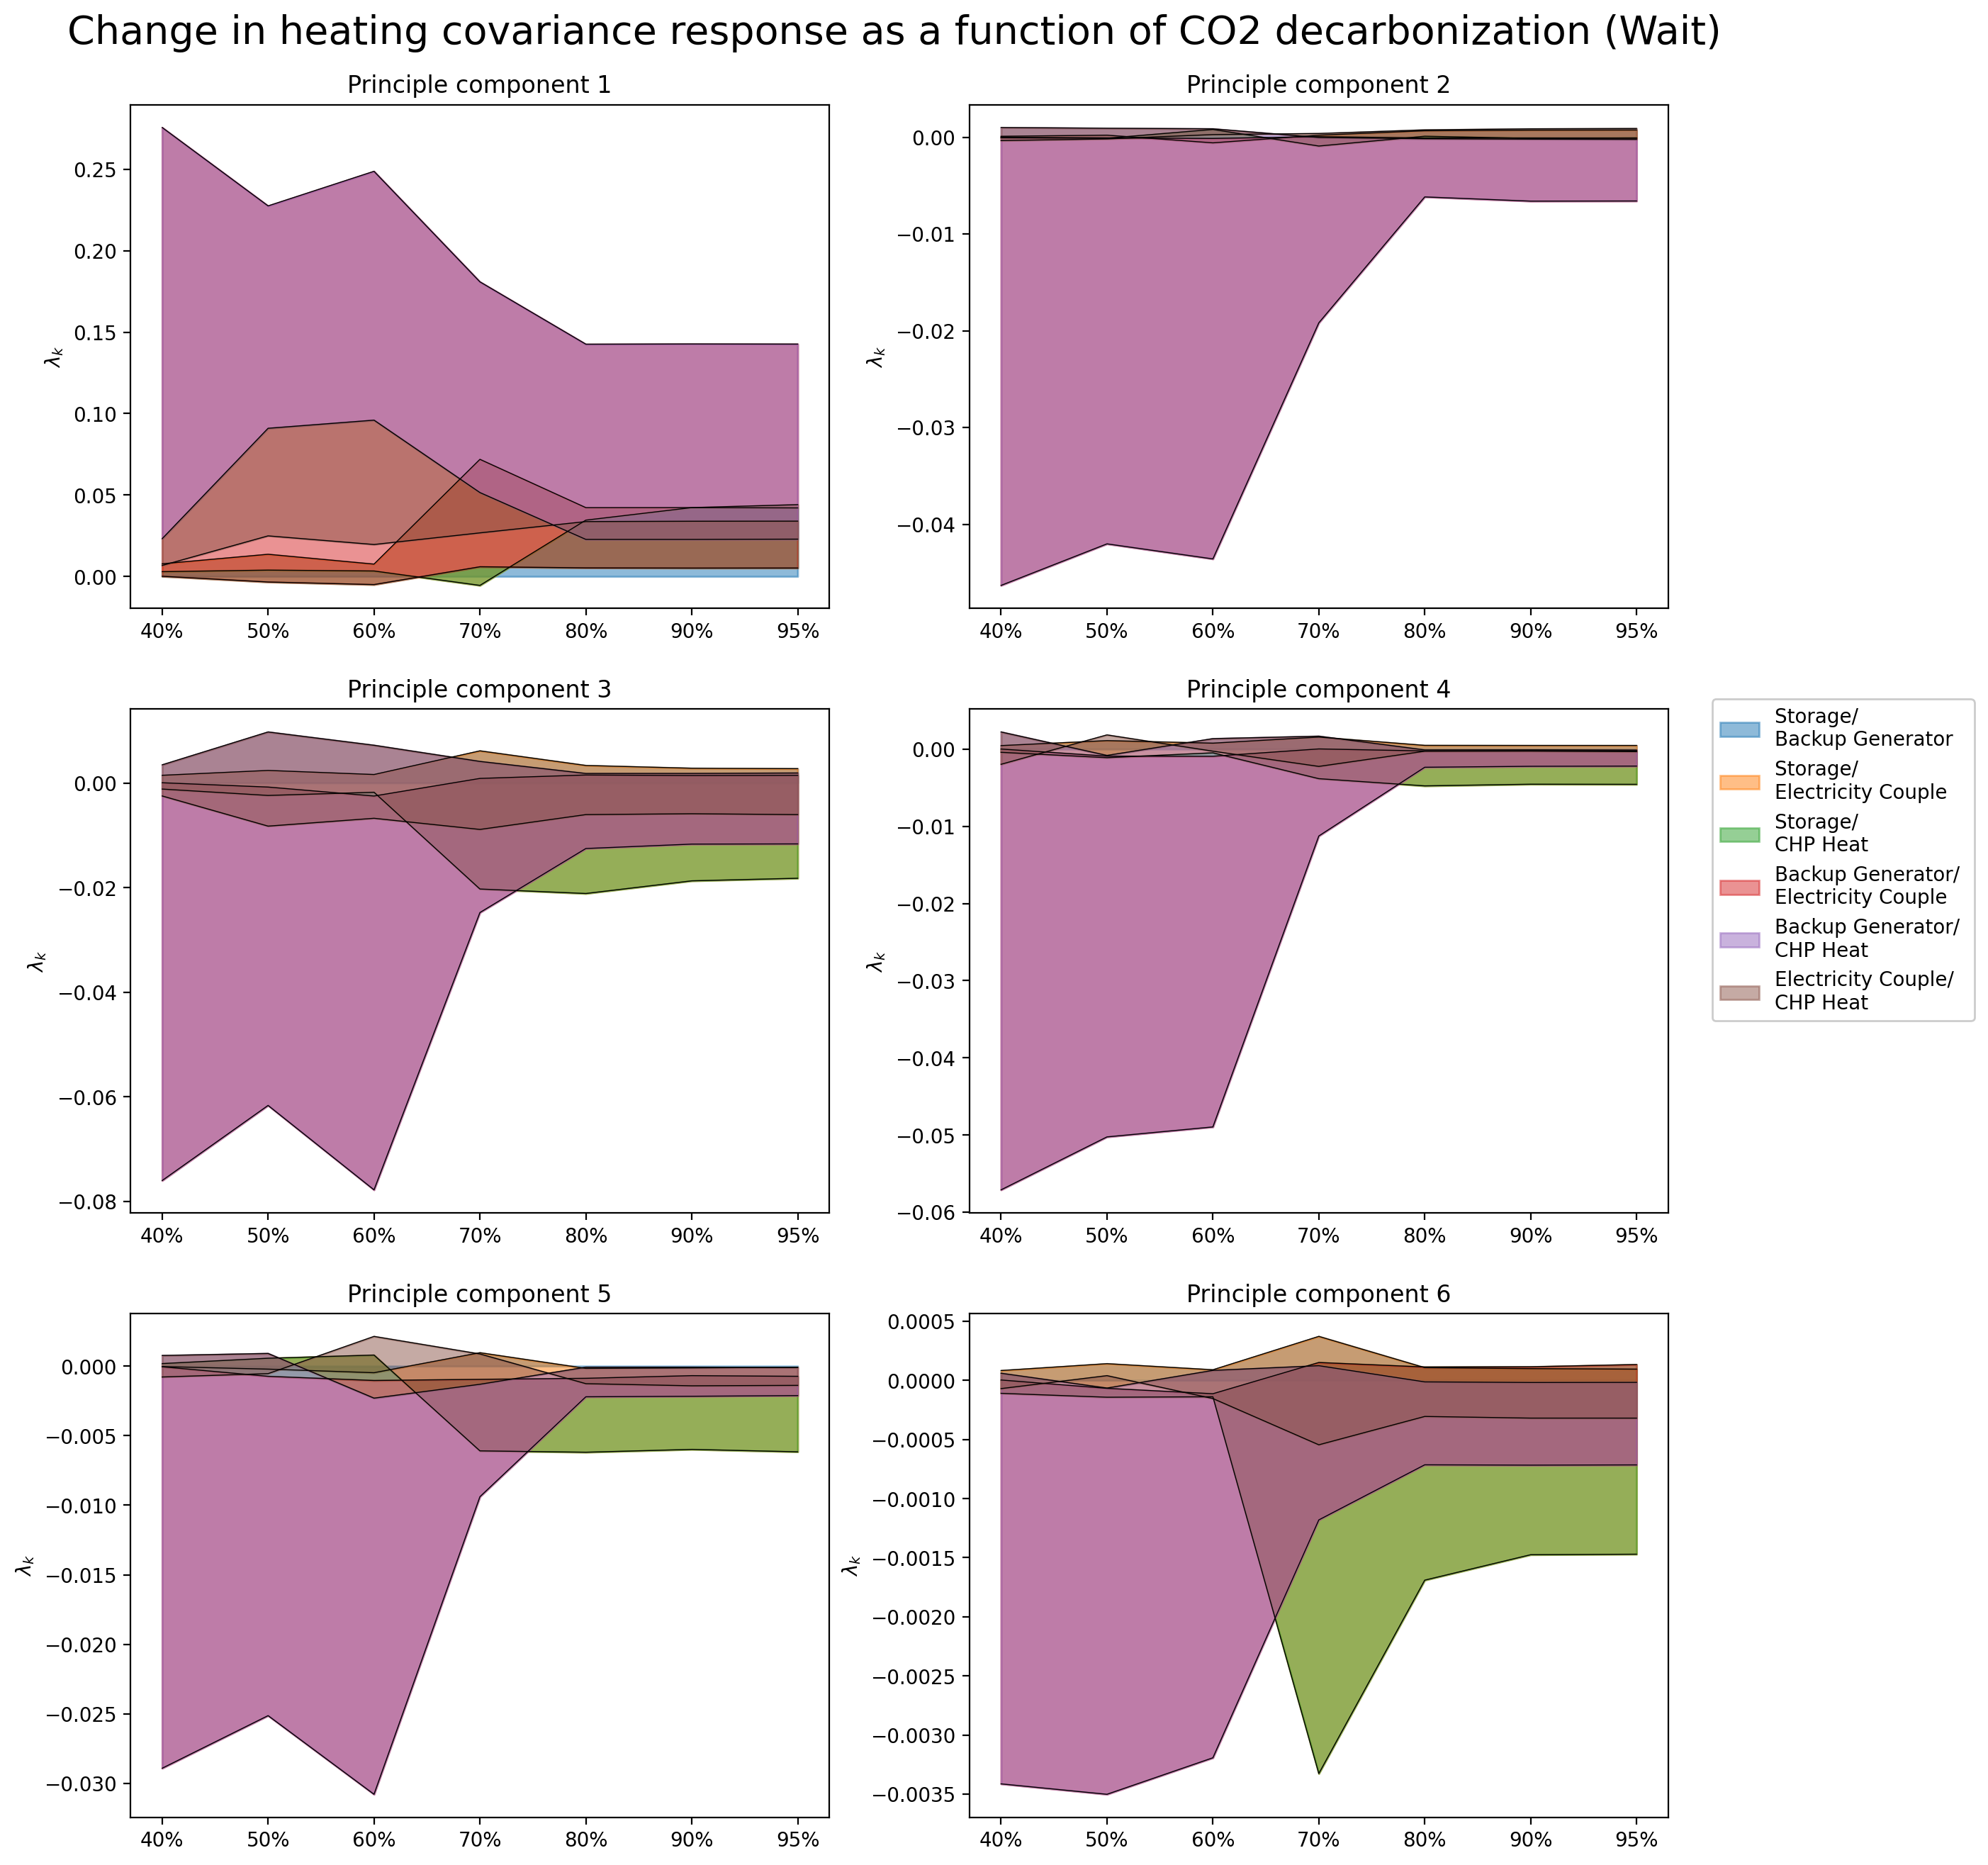 Change in heating covariance response as a function of CO2 decarbonization (Wait)
Principle component 1
λk
0.25
0.20
0.15
0.10
0.05
0.00
40% 50% 60% 70% 80% 90% 95%
Principle component 2
λk
0.00
−0.01
−0.02
−0.03
−0.04
40% 50% 60% 70% 80% 90% 95%
Principle component 3
λk
0.00
−0.02
−0.04
−0.06
−0.08
40% 50% 60% 70% 80% 90% 95%
Principle component 4
λk
0.00
−0.01
−0.02
−0.03
−0.04
−0.05
−0.06
40% 50% 60% 70% 80% 90% 95%
Storage/
Backup Generator
Storage/
Electricity Couple
Storage/
CHP Heat
Backup Generator/
Electricity Couple
Backup Generator/
CHP Heat
Electricity Couple/
CHP Heat
Principle component 5
λk
0.000
−0.005
−0.010
−0.015
−0.020
−0.025
−0.030
40% 50% 60% 70% 80% 90% 95%
Principle component 6
λk
0.0005
0.0000
−0.0005
−0.0010
−0.0015
−0.0020
−0.0025
−0.0030
−0.0035
40% 50% 60% 70% 80% 90% 95%